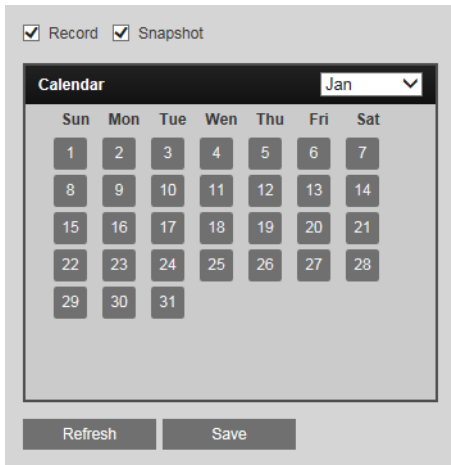 Record Snapshot
Calendar Jan
Sun Mon Tue Wen Thu Fri Sat
1 2 3 4 5 6 7
8 9 10 11 12 13 14
15 16 17 18 19 20 21
22 23 24 25 26 27 28
29 30 31
Refresh Save